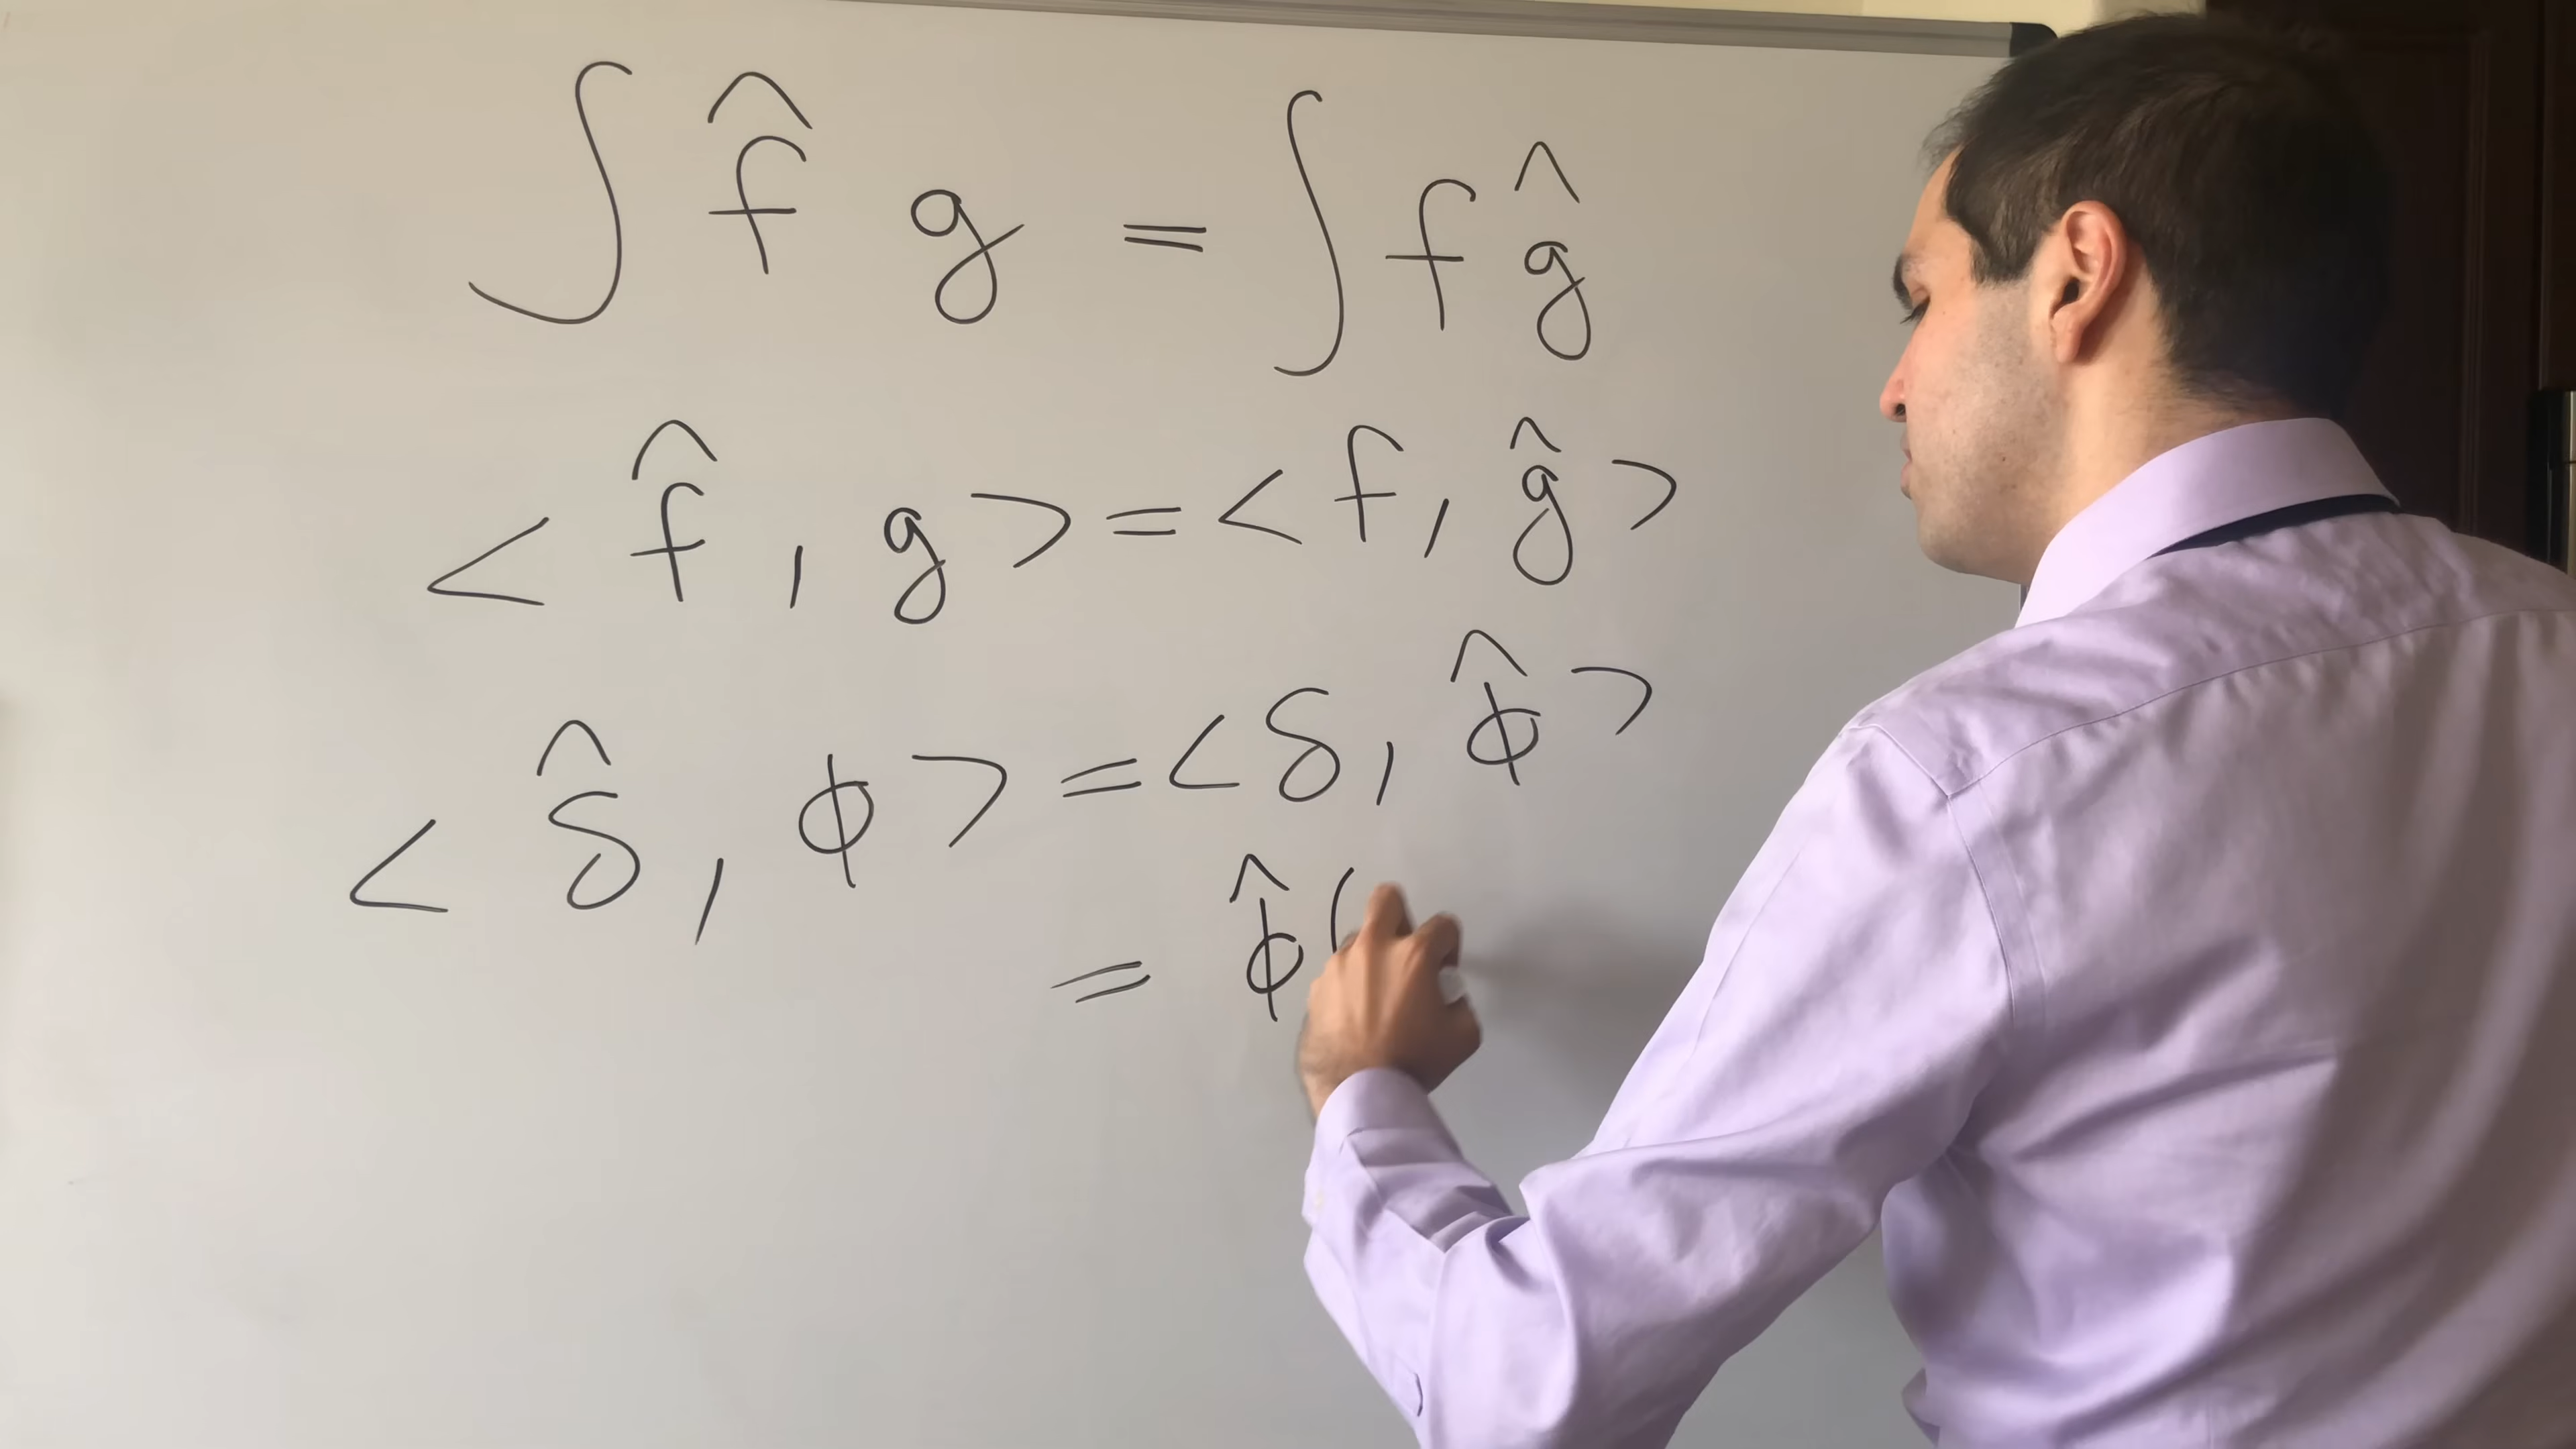 ∫ f̂ g = ∫ f ĝ
< f̂ , g > = < f , ĝ >
< δ̂ , ϕ > = < δ , ϕ̂ >
= ϕ̂ (